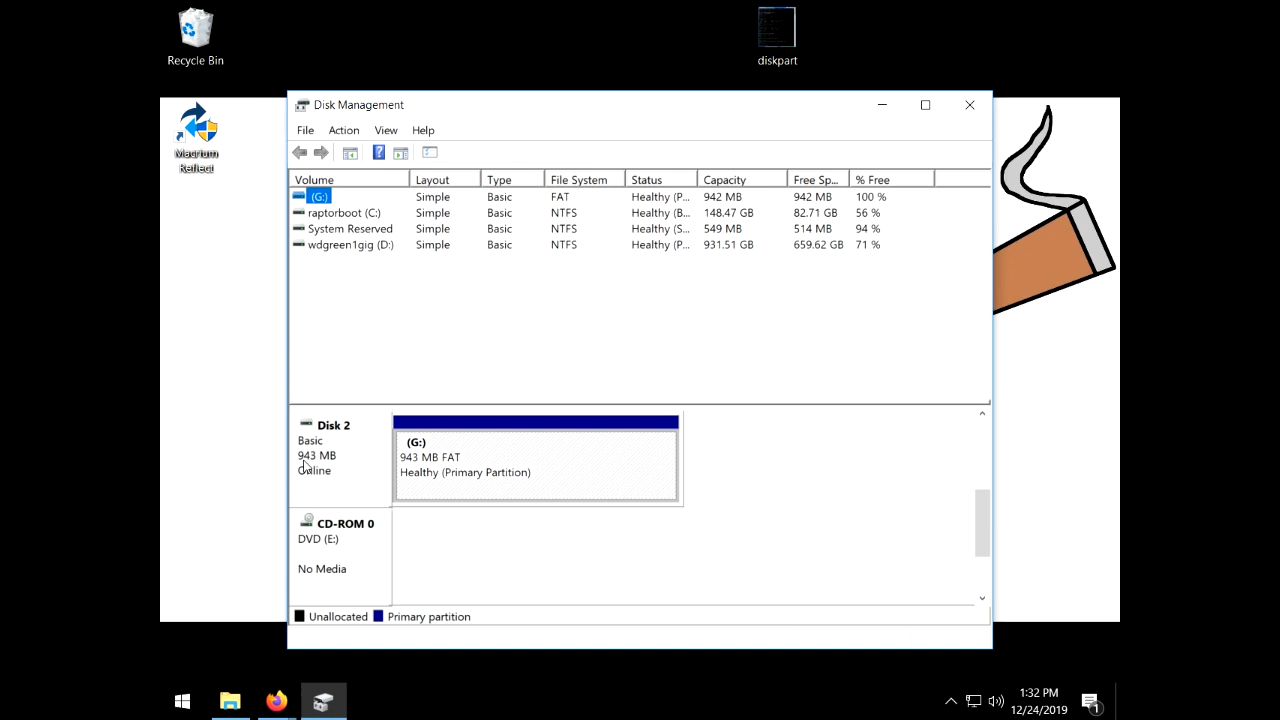 Recycle Bin
diskpart
Macrium
Reflect
Disk Management
File Action View Help
Volume Layout Type File System Status Capacity Free Sp... % Free
(G:) Simple Basic FAT Healthy (P... 942 MB 942 MB 100 %
raptorboot (C:) Simple Basic NTFS Healthy (B... 148.47 GB 82.71 GB 56 %
System Reserved Simple Basic NTFS Healthy (S... 549 MB 514 MB 94 %
wdgreen1gig (D:) Simple Basic NTFS Healthy (P... 931.51 GB 659.62 GB 71 %
Disk 2
Basic
943 MB
Online
(G:)
943 MB FAT
Healthy (Primary Partition)
CD-ROM 0
DVD (E:)
No Media
Unallocated Primary partition
1:32 PM
12/24/2019
1